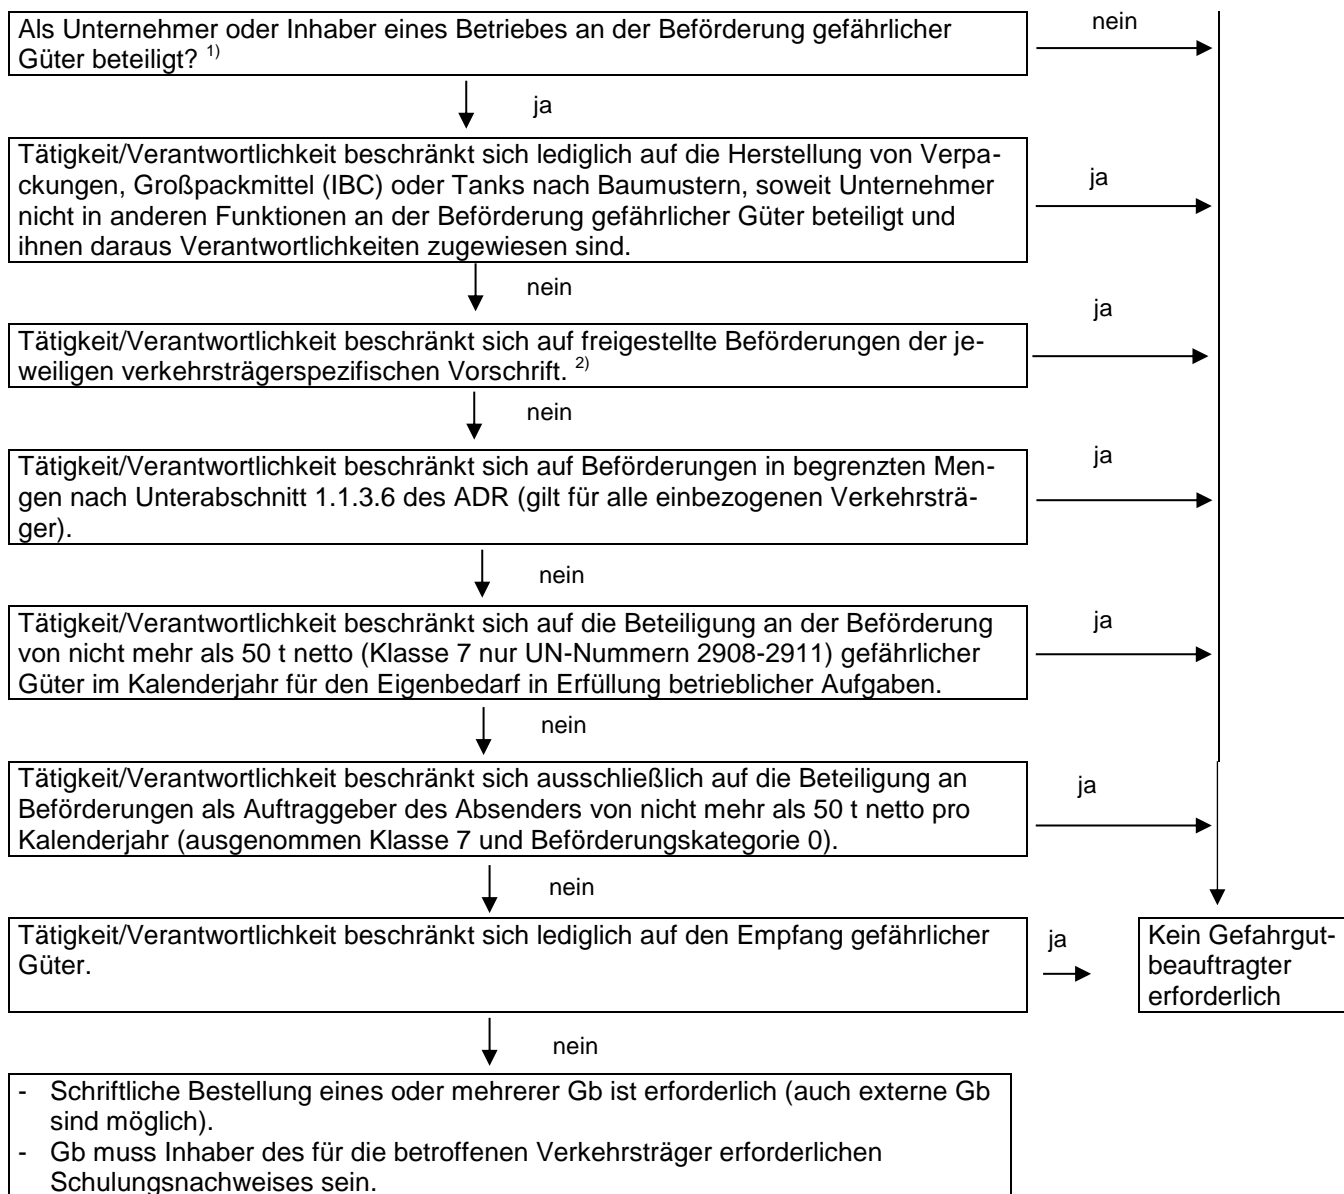 Als Unternehmer oder Inhaber eines Betriebes an der Beförderung gefährlicher
Güter beteiligt? 1)
nein
ja
Tätigkeit/Verantwortlichkeit beschränkt sich lediglich auf die Herstellung von Verpa-
ckungen, Großpackmittel (IBC) oder Tanks nach Baumustern, soweit Unternehmer
nicht in anderen Funktionen an der Beförderung gefährlicher Güter beteiligt und
ihnen daraus Verantwortlichkeiten zugewiesen sind.
ja
nein
Tätigkeit/Verantwortlichkeit beschränkt sich auf freigestellte Beförderungen der je-
weiligen verkehrsträgerspezifischen Vorschrift. 2)
ja
nein
Tätigkeit/Verantwortlichkeit beschränkt sich auf Beförderungen in begrenzten Men-
gen nach Unterabschnitt 1.1.3.6 des ADR (gilt für alle einbezogenen Verkehrsträ-
ger).
ja
nein
Tätigkeit/Verantwortlichkeit beschränkt sich auf die Beteiligung an der Beförderung
von nicht mehr als 50 t netto (Klasse 7 nur UN-Nummern 2908-2911) gefährlicher
Güter im Kalenderjahr für den Eigenbedarf in Erfüllung betrieblicher Aufgaben.
ja
nein
Tätigkeit/Verantwortlichkeit beschränkt sich ausschließlich auf die Beteiligung an
Beförderungen als Auftraggeber des Absenders von nicht mehr als 50 t netto pro
Kalenderjahr (ausgenommen Klasse 7 und Beförderungskategorie 0).
ja
nein
Tätigkeit/Verantwortlichkeit beschränkt sich lediglich auf den Empfang gefährlicher
Güter.
ja
Kein Gefahrgut-
beauftragter
erforderlich
nein
- Schriftliche Bestellung eines oder mehrerer Gb ist erforderlich (auch externe Gb
sind möglich).
- Gb muss Inhaber des für die betroffenen Verkehrsträger erforderlichen
Schulungsnachweises sein.